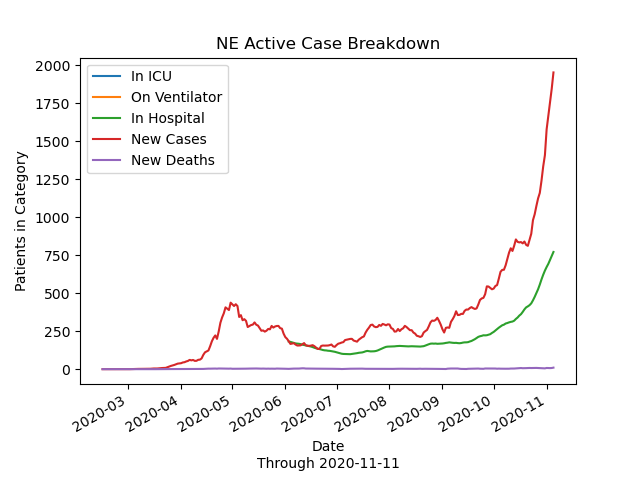 NE Active Case Breakdown
In ICU
On Ventilator
In Hospital
New Cases
New Deaths
Patients in Category
2000
1750
1500
1250
1000
750
500
250
0
2020-03
2020-04
2020-05
2020-06
2020-07
2020-08
2020-09
2020-10
2020-11
Date
Through 2020-11-11